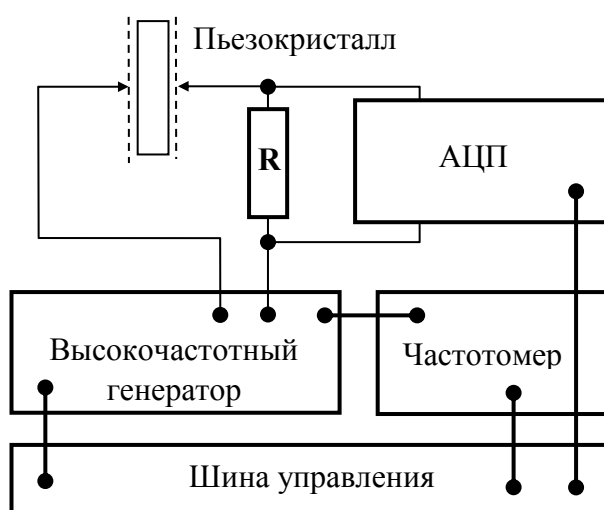 Пьезокристалл
R
АЦП
Высокочастотный
генератор
Частотомер
Шина управления